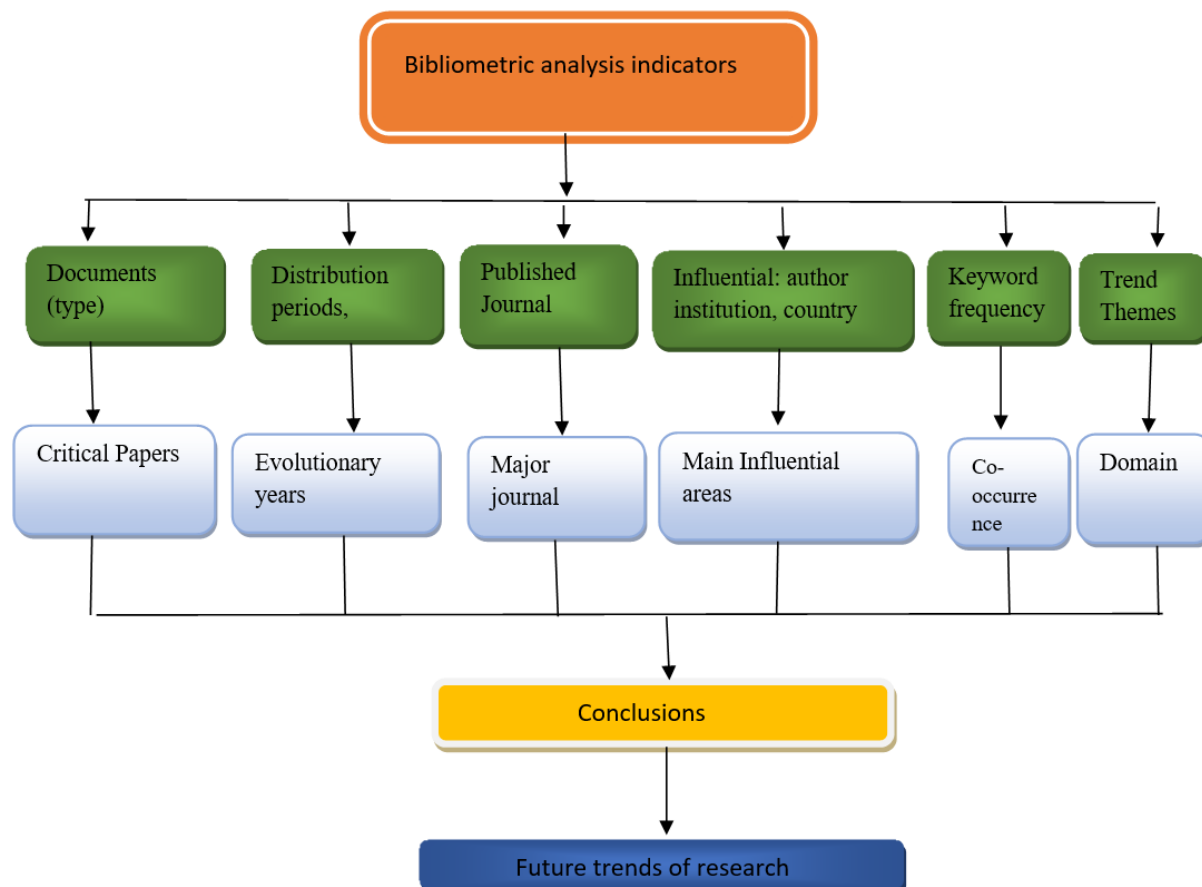 Bibliometric analysis indicators
Documents
(type)
Distribution
periods,
Published
Journal
Influential: author
institution, country
Keyword
frequency
Trend
Themes
Critical Papers
Evolutionary
years
Major
journal
Main Influential
areas
Co-
occurre
nce
Domain
Conclusions
Future trends of research